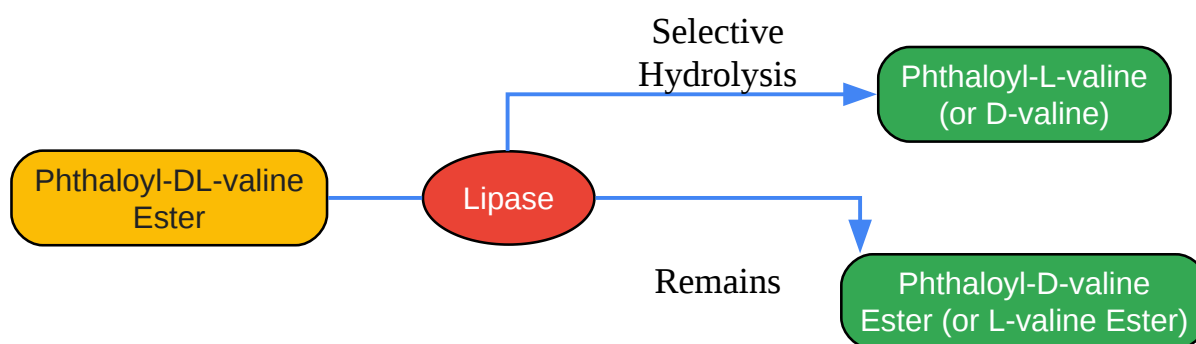 Selective
Hydrolysis
Phthaloyl-L-valine
(or D-valine)
Phthaloyl-DL-valine
Ester
Lipase
Remains
Phthaloyl-D-valine
Ester (or L-valine Ester)